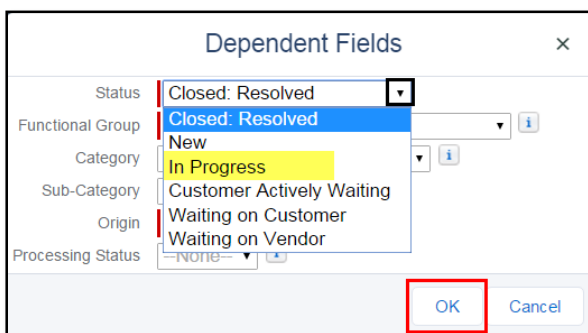 Dependent Fields ×
Status Closed: Resolved
Functional Group Closed: Resolved
New
Category In Progress
Sub-Category Customer Actively Waiting
Origin Waiting on Customer
Waiting on Vendor
Processing Status --None--
OK Cancel